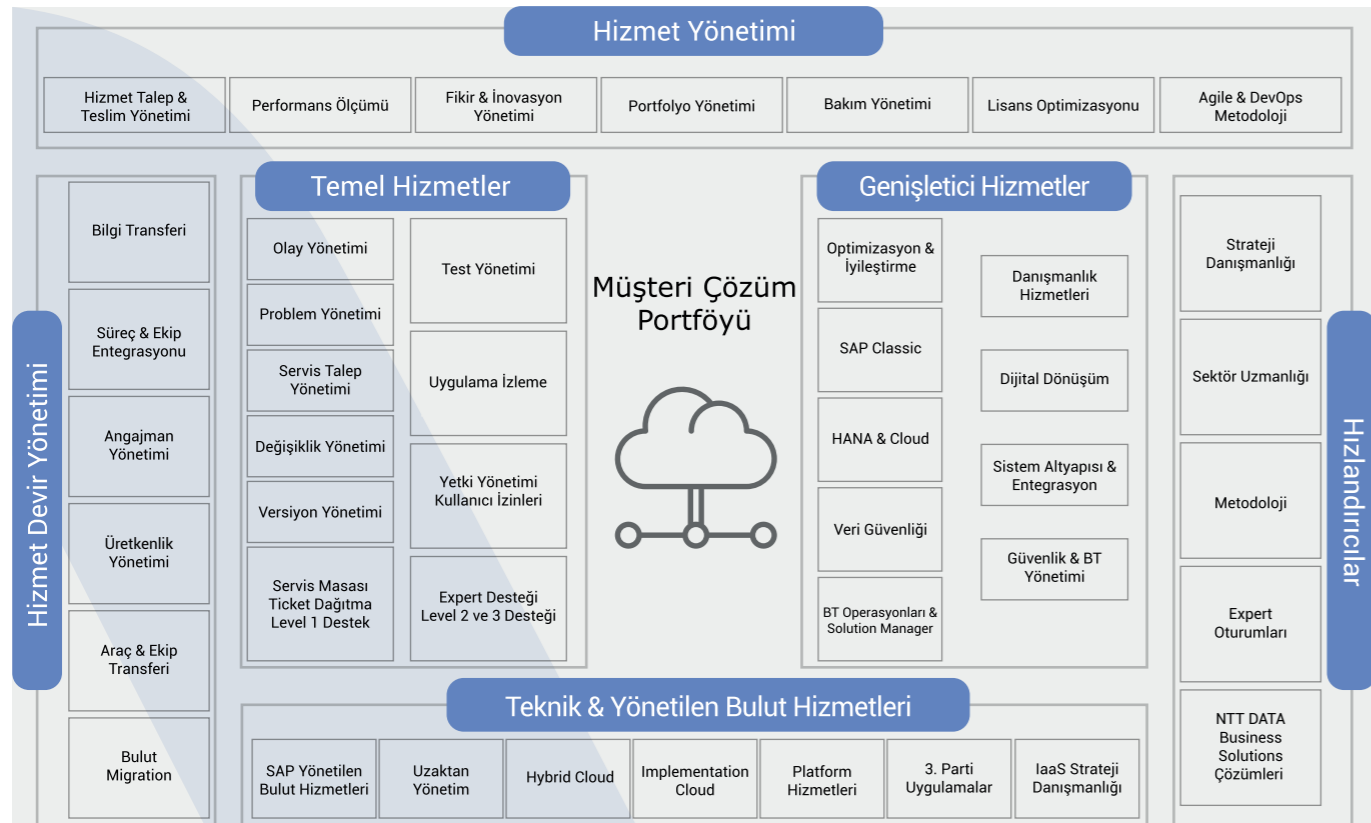 Hizmet Yönetimi
Hizmet Talep &
Teslim Yönetimi
Performans Ölçümü
Fikir & İnovasyon
Yönetimi
Portfolyo Yönetimi
Bakım Yönetimi
Lisans Optimizasyonu
Agile & DevOps
Metodoloji
Hizmet Devir Yönetimi
Bilgi Transferi
Süreç & Ekip
Entegrasyonu
Angajman
Yönetimi
Üretkenlik
Yönetimi
Araç & Ekip
Transferi
Bulut
Migration
Temel Hizmetler
Olay Yönetimi
Problem Yönetimi
Servis Talep
Yönetimi
Değişiklik Yönetimi
Versiyon Yönetimi
Servis Masası
Ticket Dağıtma
Level 1 Destek
Test Yönetimi
Uygulama İzleme
Yetki Yönetimi
Kullanıcı İzinleri
Expert Desteği
Level 2 ve 3 Desteği
Müşteri Çözüm
Portföyü
Genişletici Hizmetler
Optimizasyon &
İyileştirme
SAP Classic
HANA & Cloud
Veri Güvenliği
BT Operasyonları &
Solution Manager
Danışmanlık
Hizmetleri
Dijital Dönüşüm
Sistem Altyapısı &
Entegrasyon
Güvenlik & BT
Yönetimi
Hızlandırıcılar
Strateji
Danışmanlığı
Sektör Uzmanlığı
Metodoloji
Expert
Oturumları
NTT DATA
Business
Solutions
Çözümleri
Teknik & Yönetilen Bulut Hizmetleri
SAP Yönetilen
Bulut Hizmetleri
Uzaktan
Yönetim
Hybrid Cloud
Implementation
Cloud
Platform
Hizmetleri
3. Parti
Uygulamalar
IaaS Strateji
Danışmanlığı